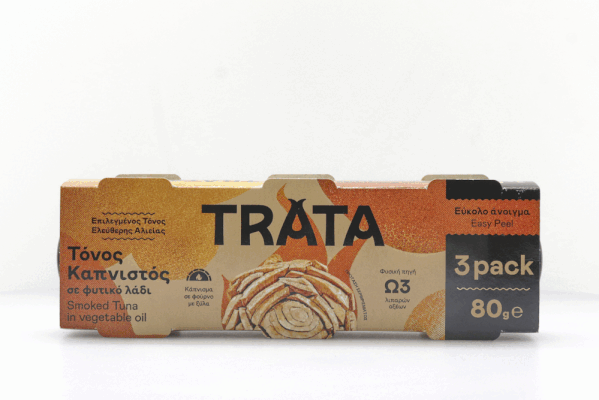 Επιλεγμένος Τόνος
Ελεύθερης Αλιείας
Τόνος
Καπνιστός
σε φυτικό λάδι
Smoked Tuna
in vegetable oil
Κάπνισμα
σε φούρνο
με ξύλα
TRATA
Φυσική πηγή
Ω3
λιπαρών
οξέων
Εύκολο άνοιγμα
Easy Peel
3 pack
80g℮